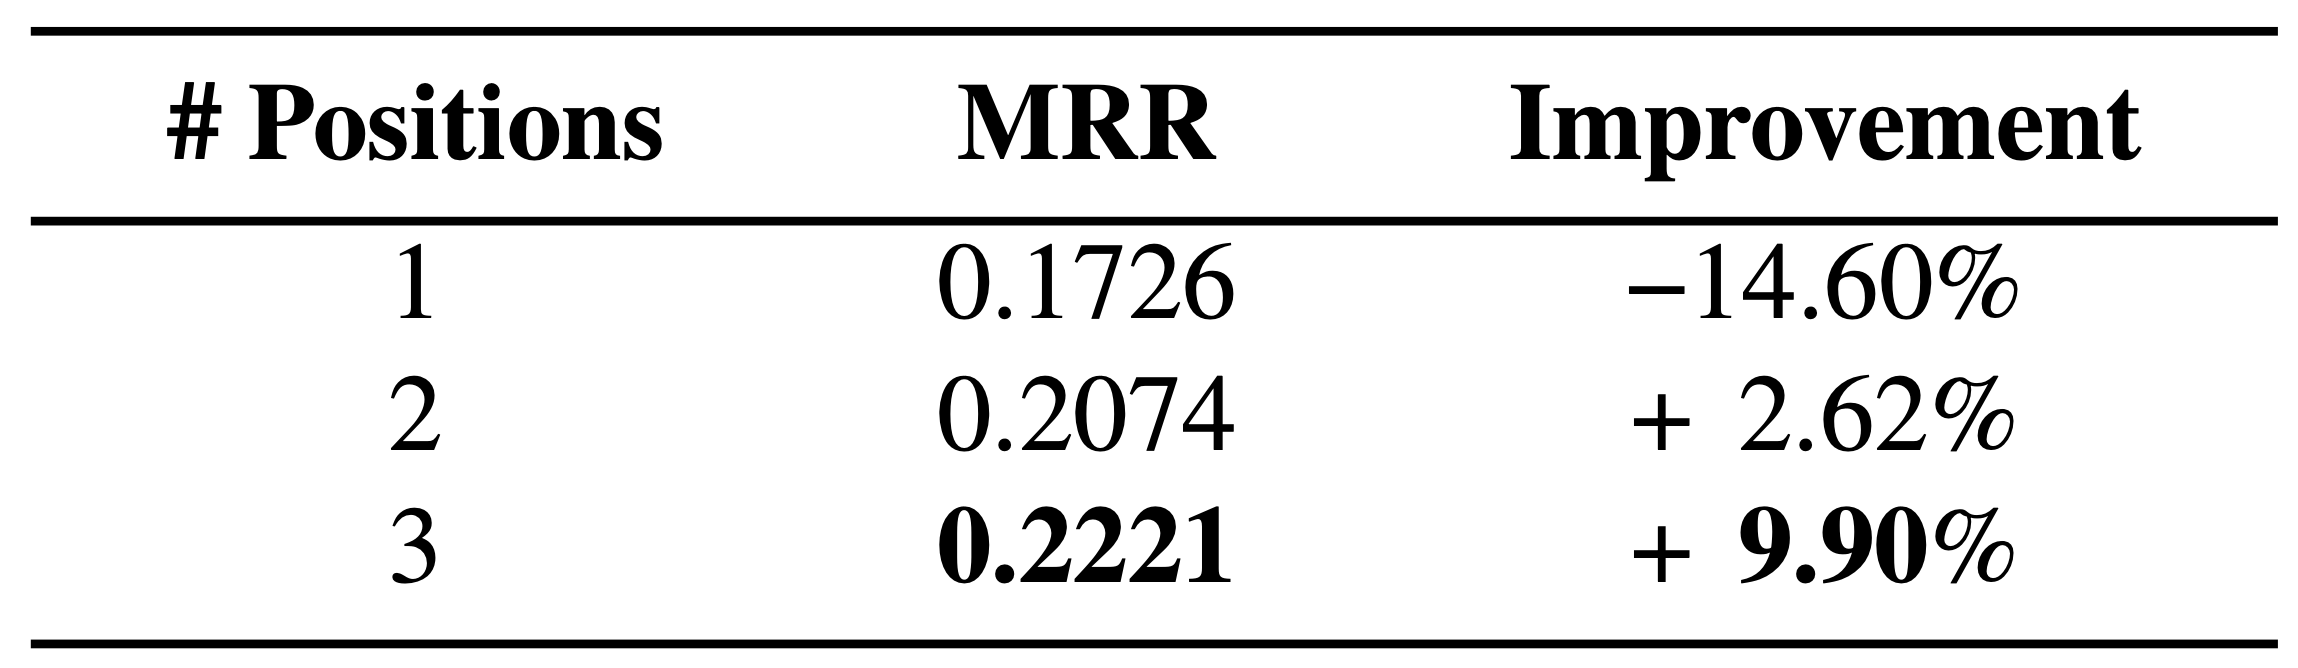 # Positions MRR Improvement
1 0.1726 −14.60%
2 0.2074 + 2.62%
3 0.2221 + 9.90%